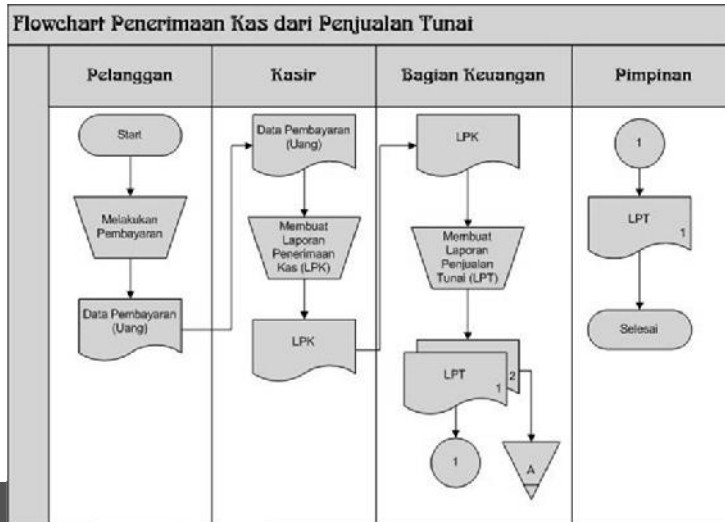 Flowchart Penerimaan Kas dari Penjualan Tunai
Pelanggan
Kasir
Bagian Keuangan
Pimpinan
Start
Melakukan
Pembayaran
Data Pembayaran
(Uang)
Data Pembayaran
(Uang)
Membuat
Laporan
Penerimaan
Kas (LPK)
LPK
LPK
Membuat
Laporan
Penjualan
Tunai (LPT)
2
LPT
1
1
A
1
LPT
1
Selesai